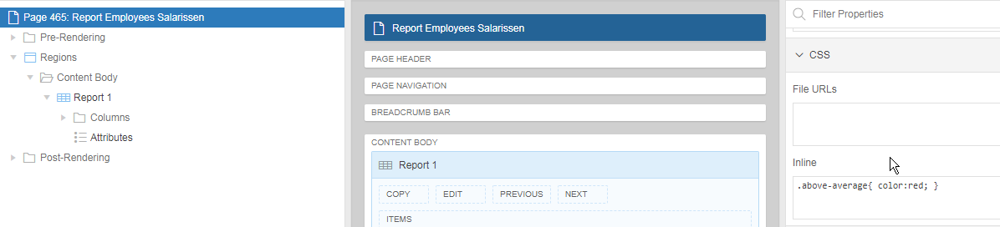 Page 465: Report Employees Salarissen
Pre-Rendering
Regions
Content Body
Report 1
Columns
Attributes
Post-Rendering
Report Employees Salarissen
PAGE HEADER
PAGE NAVIGATION
BREADCRUMB BAR
CONTENT BODY
Report 1
COPY EDIT PREVIOUS NEXT
ITEMS
Filter Properties
CSS
File URLs
Inline
.above-average{ color:red; }